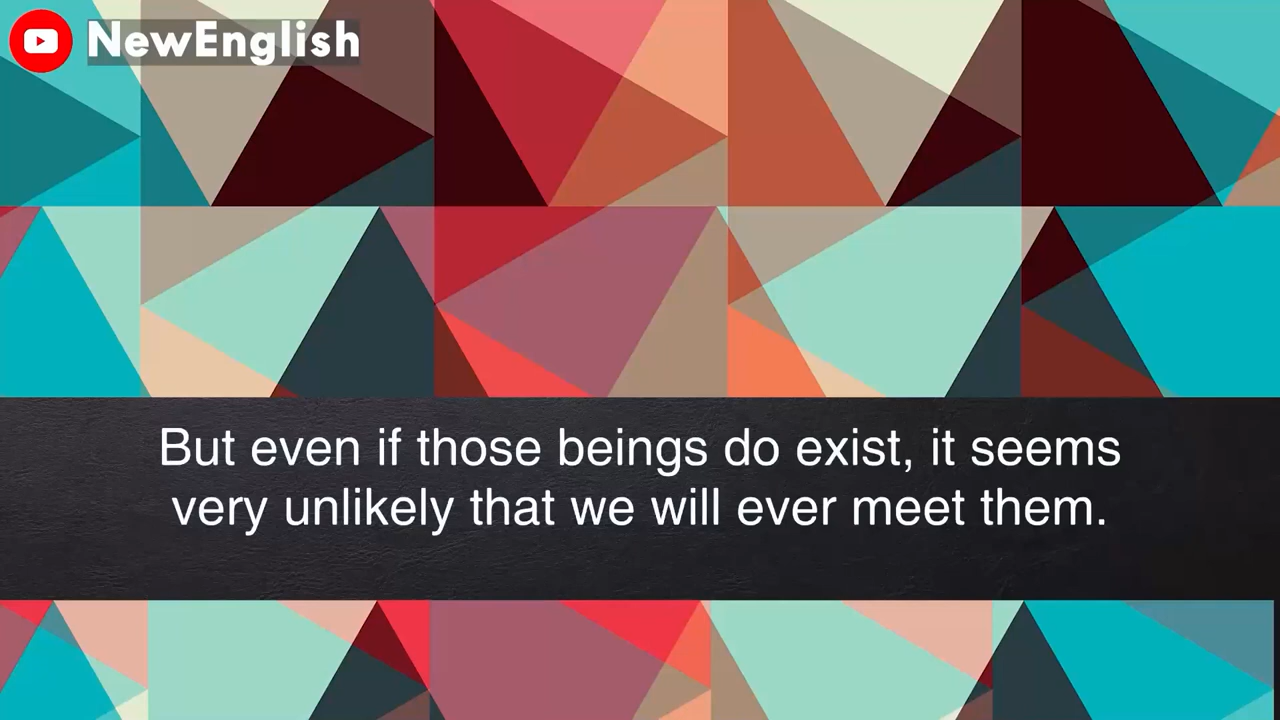 NewEnglish
But even if those beings do exist, it seems
very unlikely that we will ever meet them.